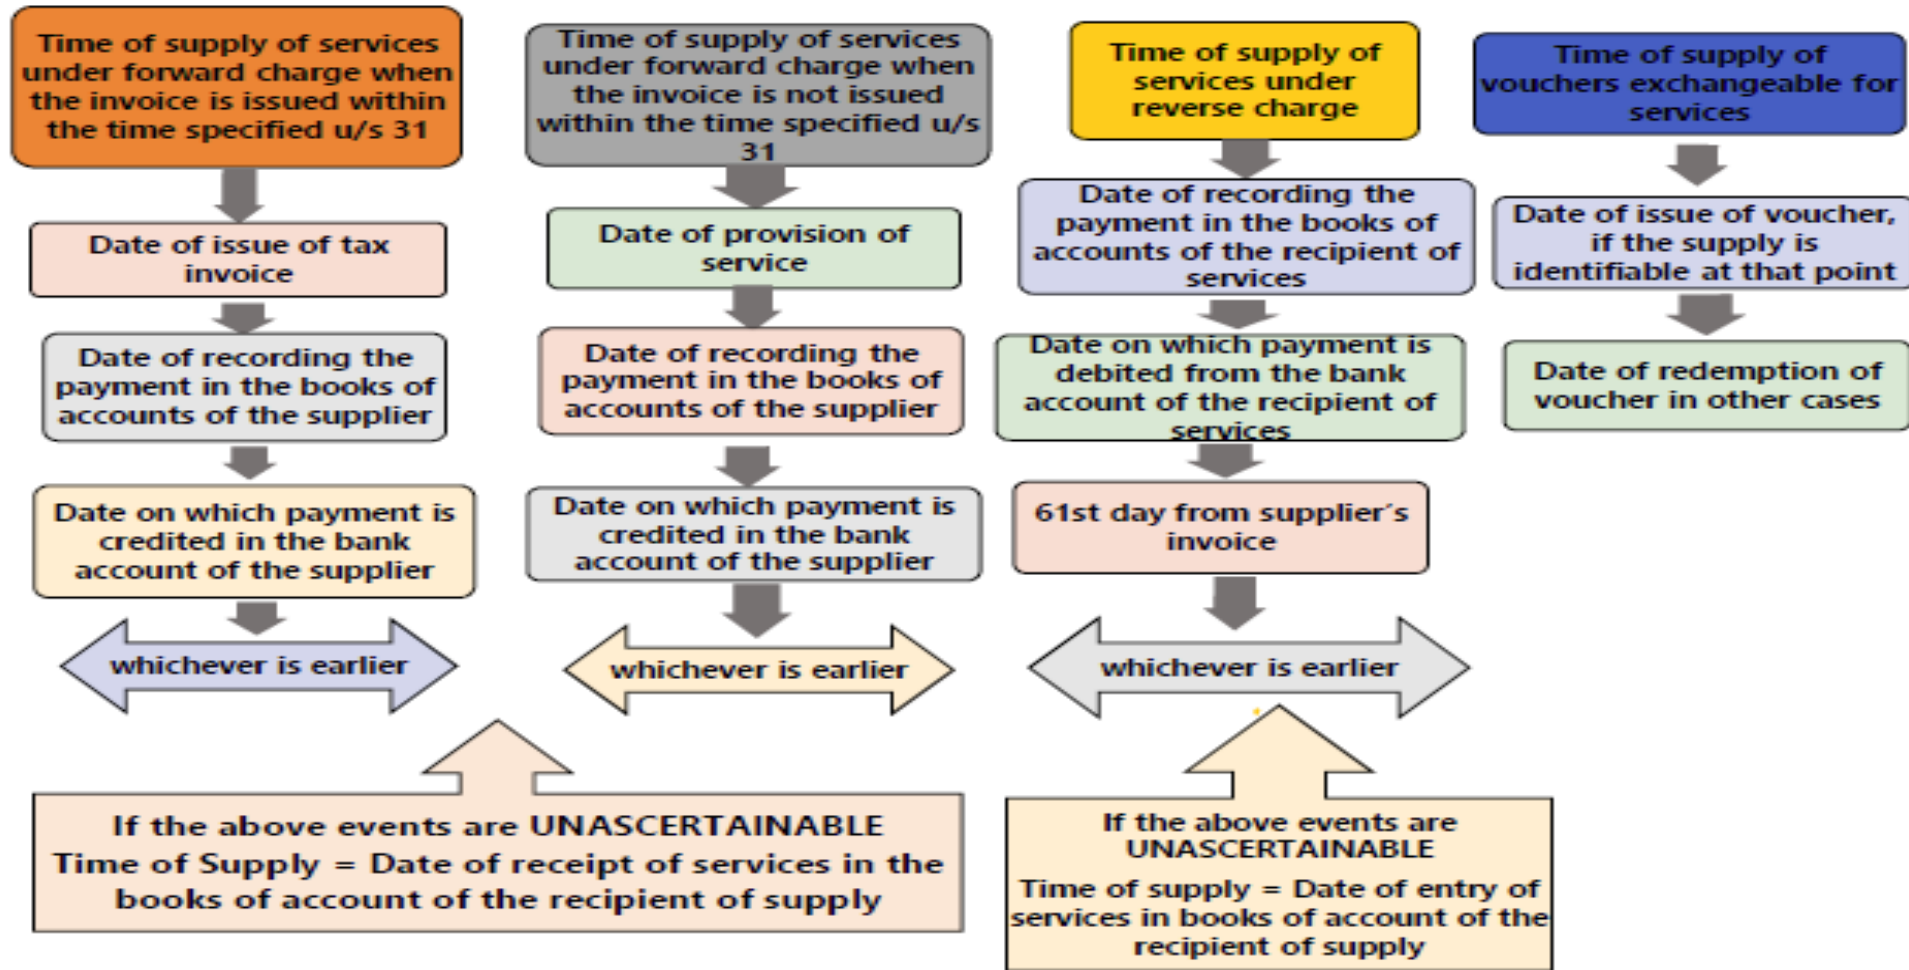 Time of supply of services
under forward charge when
the invoice is issued within
the time specified u/s 31
Date of issue of tax
invoice
Date of recording the
payment in the books of
accounts of the supplier
Date on which payment is
credited in the bank
account of the supplier
whichever is earlier
Time of supply of services
under forward charge when
the invoice is not issued
within the time specified u/s
31
Date of provision of
service
Date of recording the
payment in the books of
accounts of the supplier
Date on which payment is
credited in the bank
account of the supplier
whichever is earlier
If the above events are UNASCERTAINABLE
Time of Supply = Date of receipt of services in the
books of account of the recipient of supply
Time of supply of
services under
reverse charge
Date of recording the
payment in the books of
accounts of the recipient of
services
Date on which payment is
debited from the bank
account of the recipient of
services
61st day from supplier´s
invoice
whichever is earlier
If the above events are
UNASCERTAINABLE
Time of supply = Date of entry of
services in books of account of the
recipient of supply
Time of supply of
vouchers exchangeable for
services
Date of issue of voucher,
if the supply is
identifiable at that point
Date of redemption of
voucher in other cases